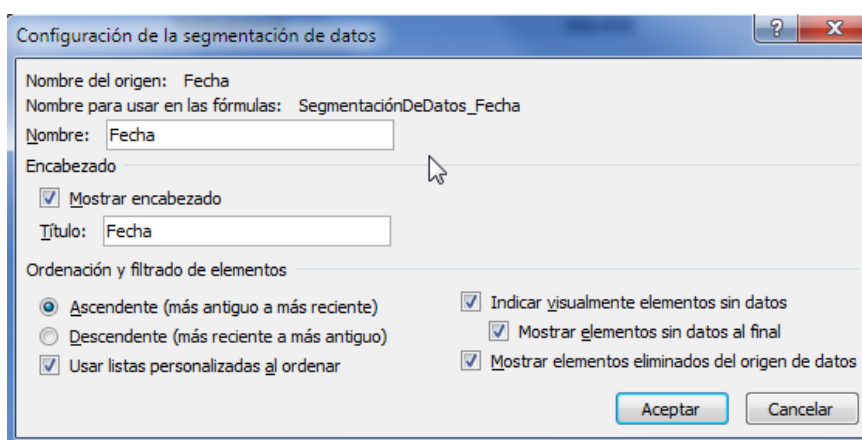 Configuración de la segmentación de datos
Nombre del origen: Fecha
Nombre para usar en las fórmulas: SegmentaciónDeDatos_Fecha
Nombre: Fecha
Encabezado
Mostrar encabezado
Título: Fecha
Ordenación y filtrado de elementos
Ascendente (más antiguo a más reciente)
Descendente (más reciente a más antiguo)
Usar listas personalizadas al ordenar
Indicar visualmente elementos sin datos
Mostrar elementos sin datos al final
Mostrar elementos eliminados del origen de datos
Aceptar Cancelar